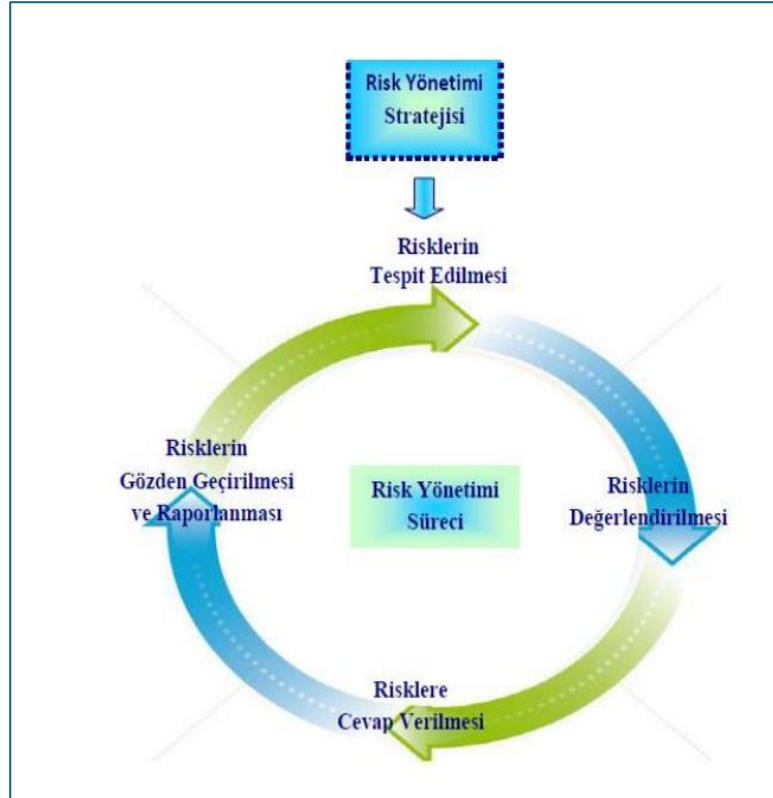 Risk Yönetimi
Stratejisi
Risklerin
Tespit Edilmesi
Risklerin
Gözden Geçirilmesi
ve Raporlanması
Risk Yönetimi
Süreci
Risklerin
Değerlendirilmesi
Risklere
Cevap Verilmesi